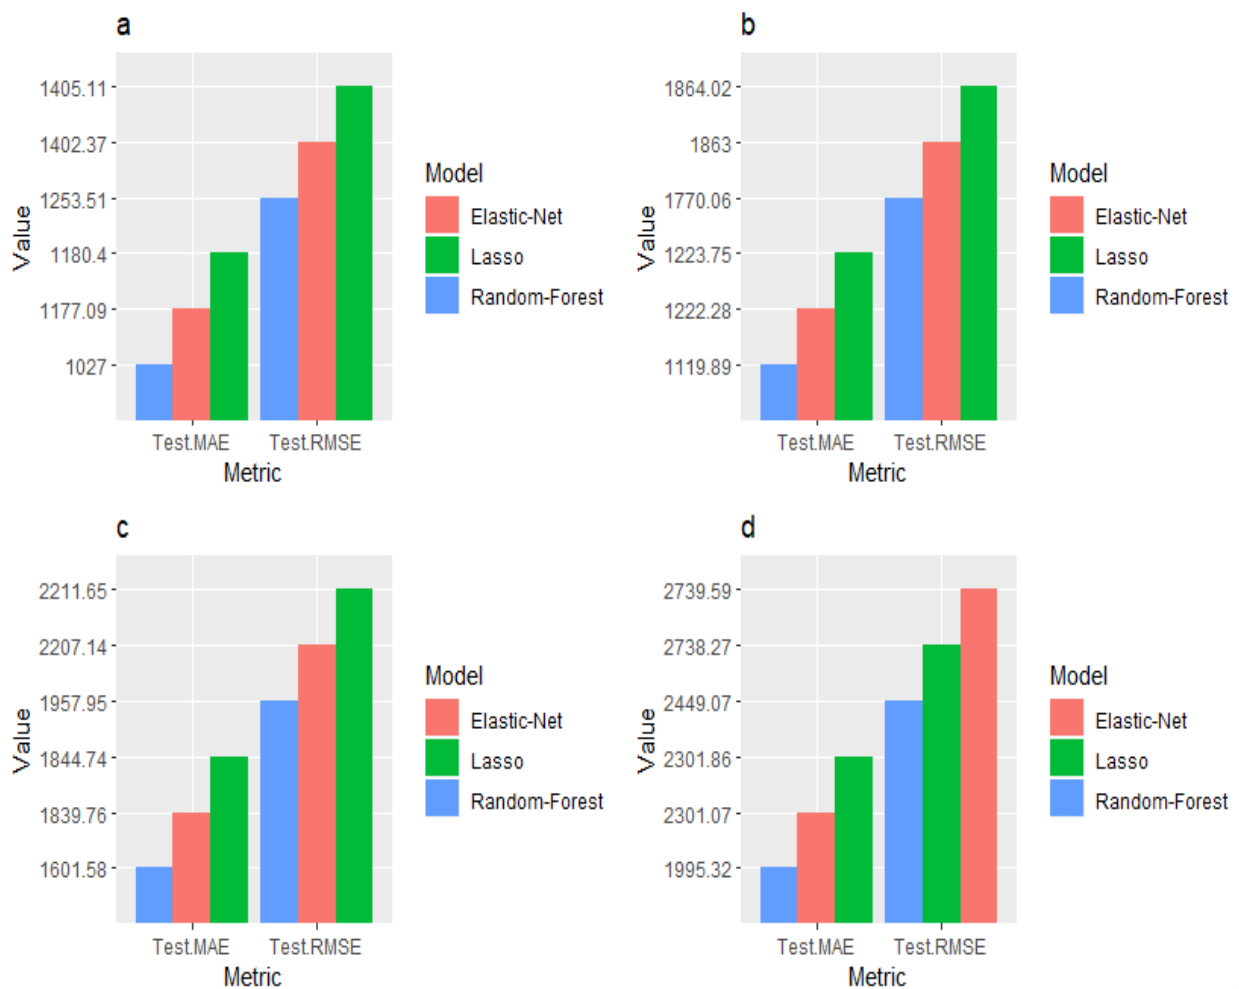 a
1405.11
1402.37
1253.51
1180.4
1177.09
1027
Value
Test.MAE
Test.RMSE
Metric
Model
Elastic-Net
Lasso
Random-Forest
b
1864.02
1863
1770.06
1223.75
1222.28
1119.89
Value
Test.MAE
Test.RMSE
Metric
Model
Elastic-Net
Lasso
Random-Forest
c
2211.65
2207.14
1957.95
1844.74
1839.76
1601.58
Value
Test.MAE
Test.RMSE
Metric
Model
Elastic-Net
Lasso
Random-Forest
d
2739.59
2738.27
2449.07
2301.86
2301.07
1995.32
Value
Test.MAE
Test.RMSE
Metric
Model
Elastic-Net
Lasso
Random-Forest